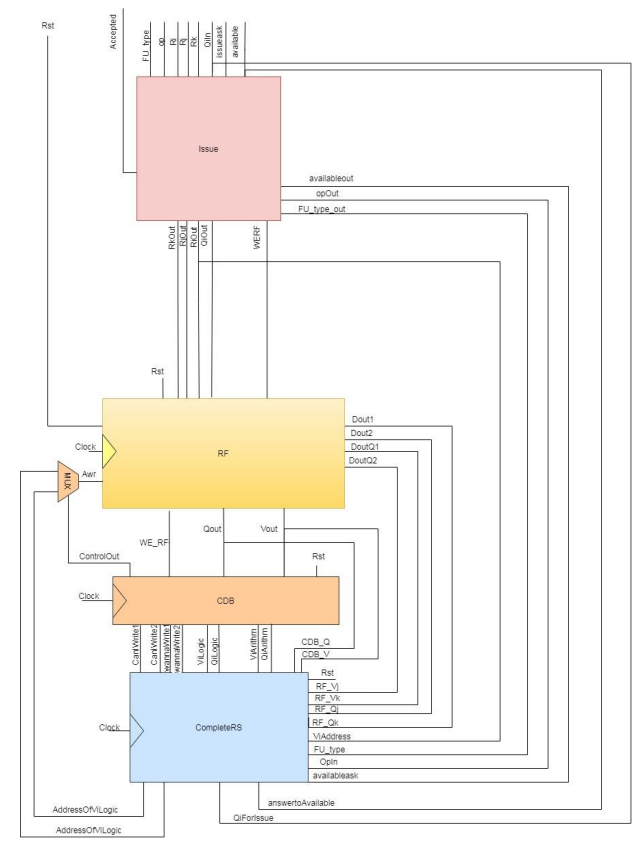 Rst
Accepted
FU_type
op
Ri
Rj
Rk
QiIn
issueask
available
Issue
availableout
opOut
FU_type_out
RkOut
RjOut
RiOut
QiOut
WERF
Rst
Clock
RF
Dout1
Dout2
DoutQ1
DoutQ2
MUX
Awr
WE_RF
Qout
Vout
ControlOut
Rst
Clock
CDB
CanIWrite1
CanIWrite2
wannaWrite1
wannaWrite2
ViLogic
QiLogic
ViArithm
QiArithm
CDB_Q
CDB_V
Rst
RF_Vj
RF_Vk
RF_Qj
RF_Qk
Clock
CompleteRS
ViAddress
FU_type
OpIn
availableask
AddressOfViLogic
answertoAvailable
QiForIssue
AddressOfViLogic